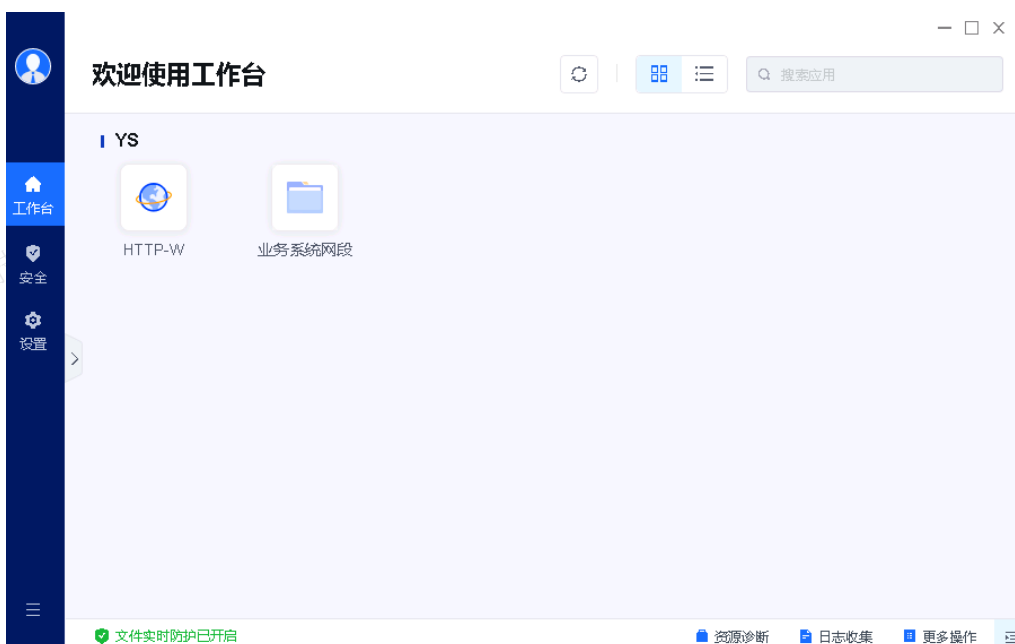 欢迎使用工作台
搜索应用
YS
工作台
HTTP-W
业务系统网段
安全
设置
文件实时防护已开启
资源诊断
日志收集
更多操作